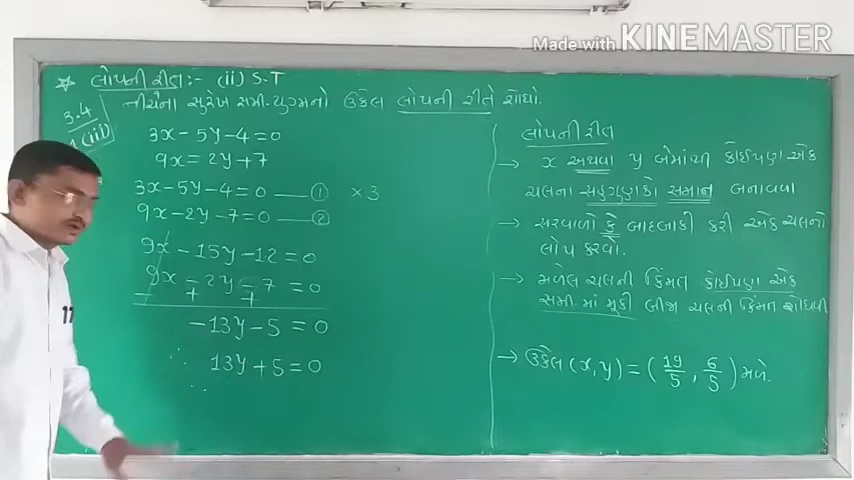 Made with KINEMASTER
☆ લોપની રીત :- (ii) S.T
3.4
1 (iii)
નીચેના સુરેખ સમી. યુગ્મનો ઉકેલ લોપની રીતે શોધો.
3x - 5y - 4 = 0
9x = 2y + 7
3x - 5y - 4 = 0 —— ① × 3
9x - 2y - 7 = 0 —— ②
9x - 15y - 12 = 0
9x - 2y - 7 = 0
- + +
- 13y - 5 = 0
∴ 13y + 5 = 0
લોપની રીત
→ x અથવા y બેમાંથી કોઈપણ એક
ચલના સહગુણકો સમાન બનાવવા
→ સરવાળો કે બાદબાકી કરી એક ચલનો
લોપ કરવો.
→ મળેલ ચલની કિંમત કોઈપણ એક
સમી. માં મૂકી બીજા ચલની કિંમત શોધવી
→ ઉકેલ (x, y) = (19/5, 6/5) મળે.